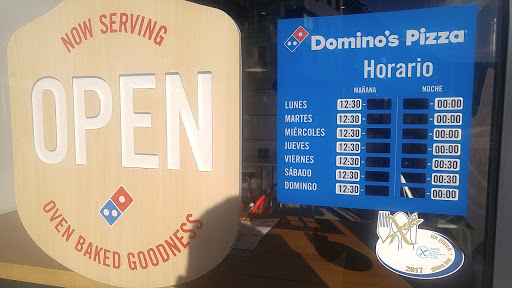 NOW SERVING
OPEN
OVEN BAKED GOODNESS
Domino's Pizza
Horario
MAÑANA NOCHE
LUNES 12:30 - - 00:00
MARTES 12:30 - - 00:00
MIÉRCOLES 12:30 - - 00:00
JUEVES 12:30 - - 00:00
VIERNES 12:30 - - 00:30
SÁBADO 12:30 - - 00:30
DOMINGO 12:30 - - 00:00
2017